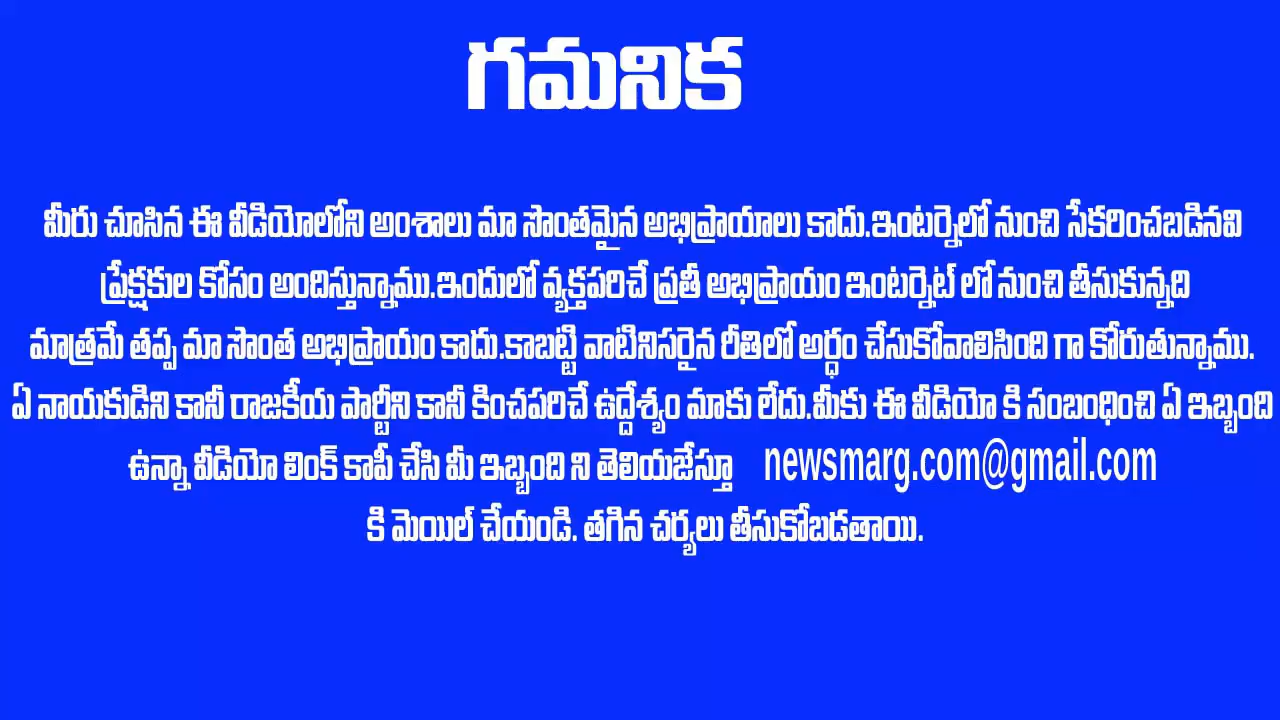 గమనిక
మీరు చూసిన ఈ వీడియోలోని అంశాలు మా సొంతమైన అభిప్రాయాలు కాదు.ఇంటర్నెలో నుంచి సేకరించబడినవి
ప్రేక్షకుల కోసం అందిస్తున్నాము.ఇందులో వ్యక్తపరిచే ప్రతీ అభిప్రాయం ఇంటర్నెట్ లో నుంచి తీసుకున్నది
మాత్రమే తప్ప మా సొంత అభిప్రాయం కాదు.కాబట్టి వాటినిసరైన రీతిలో అర్ధం చేసుకోవాలిసింది గా కోరుతున్నాము.
ఏ నాయకుడిని కానీ రాజకీయ పార్టీని కానీ కించపరిచే ఉద్దేశ్యం మాకు లేదు.మీకు ఈ వీడియో కి సంబంధించి ఏ ఇబ్బంది
ఉన్నా వీడియో లింక్ కాపీ చేసి మీ ఇబ్బంది ని తెలియజేస్తూ newsmarg.com@gmail.com
కి మెయిల్ చేయండి. తగిన చర్యలు తీసుకోబడతాయి.